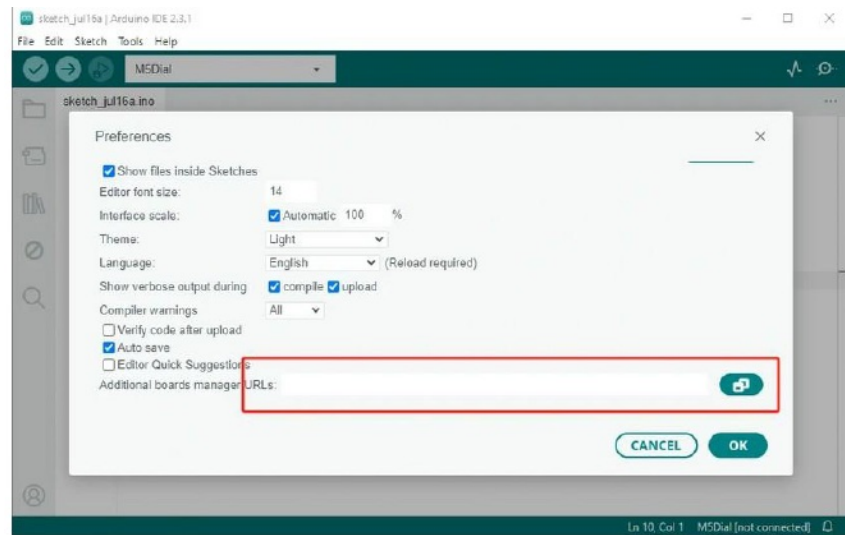 sketch_jul16a | Arduino IDE 2.3.1
File Edit Sketch Tools Help
M5Dial
sketch_jul16a.ino
Preferences
Show files inside Sketches
Editor font size: 14
Interface scale: Automatic 100 %
Theme: Light
Language: English (Reload required)
Show verbose output during compile upload
Compiler warnings All
Verify code after upload
Auto save
Editor Quick Suggestions
Additional boards manager URLs:
CANCEL OK
Ln 10, Col 1 M5Dial [not connected]